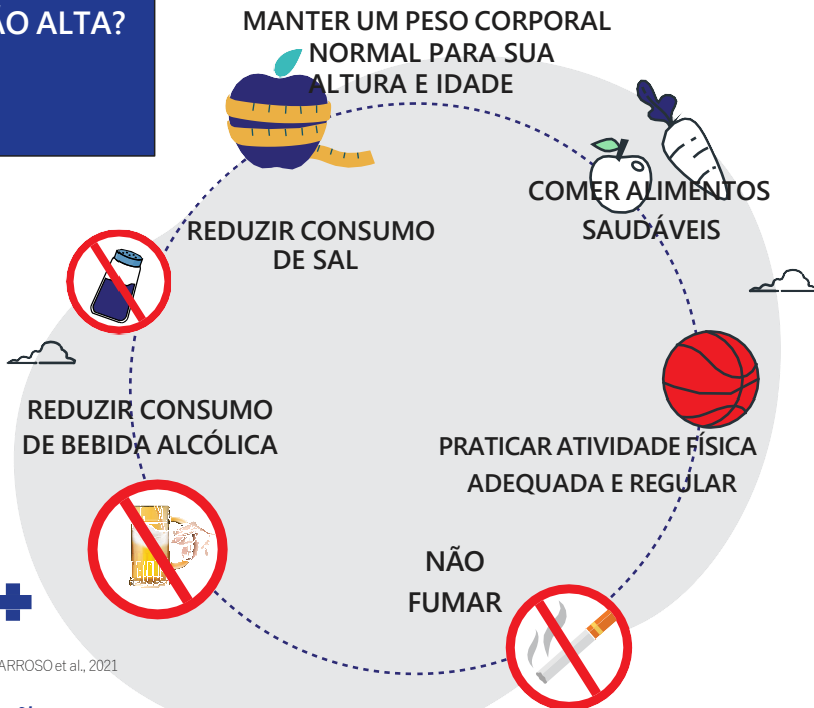 ÃO ALTA?
MANTER UM PESO CORPORAL
NORMAL PARA SUA
ALTURA E IDADE
COMER ALIMENTOS
SAUDÁVEIS
REDUZIR CONSUMO
DE SAL
REDUZIR CONSUMO
DE BEBIDA ALCÓLICA
PRATICAR ATIVIDADE FÍSICA
ADEQUADA E REGULAR
NÃO
FUMAR
ARROSO et al., 2021